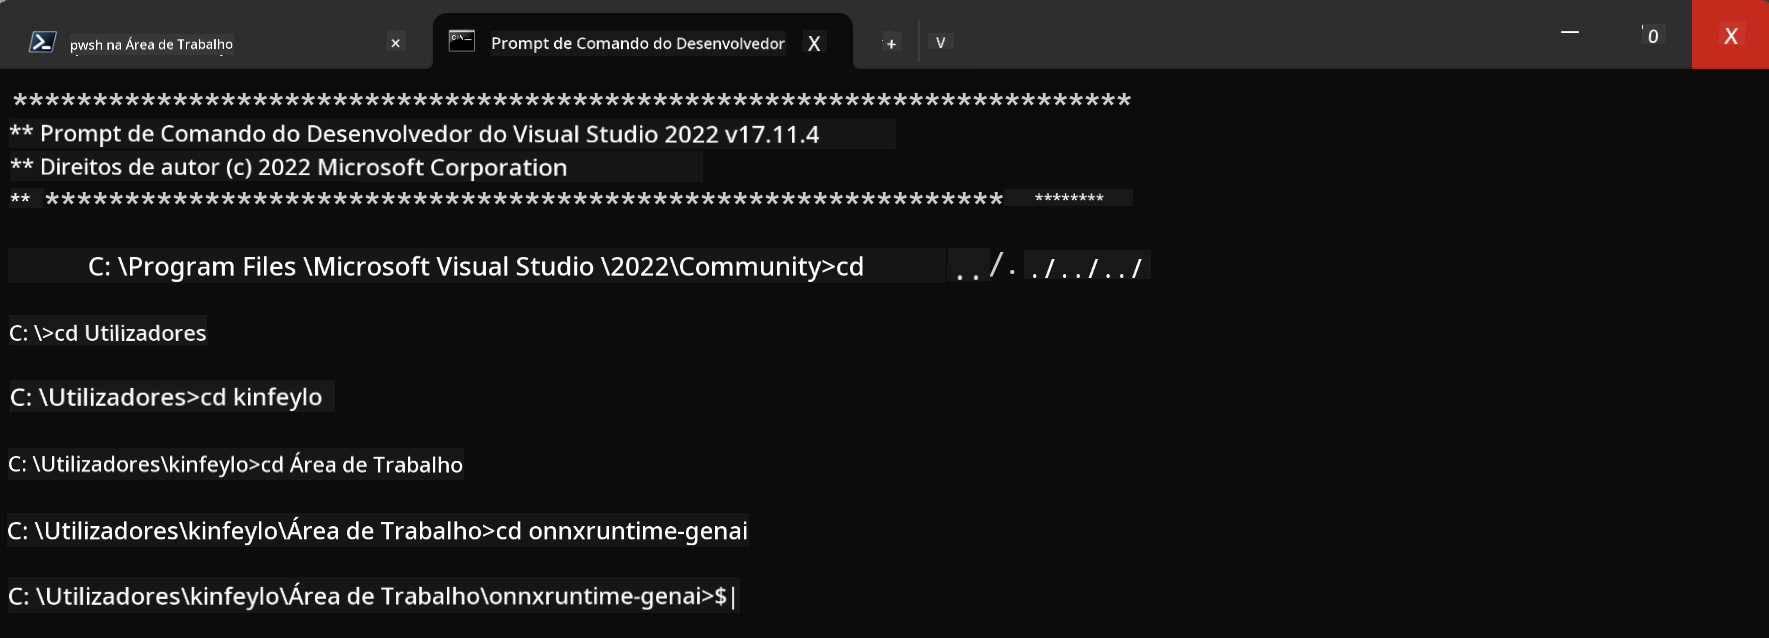 pwsh na Área de Trabalho × Prompt de Comando do Desenvolvedor X + V — O X
**********************************************************************
** Prompt de Comando do Desenvolvedor do Visual Studio 2022 v17.11.4
** Direitos de autor (c) 2022 Microsoft Corporation
** ************************************************************ ********
C: \Program Files \Microsoft Visual Studio \2022\Community>cd ../. ./../../
C: \>cd Utilizadores
C: \Utilizadores>cd kinfeylo
C: \Utilizadores\kinfeylo>cd Área de Trabalho
C: \Utilizadores\kinfeylo\Área de Trabalho>cd onnxruntime-genai
C: \Utilizadores\kinfeylo\Área de Trabalho\onnxruntime-genai>$|